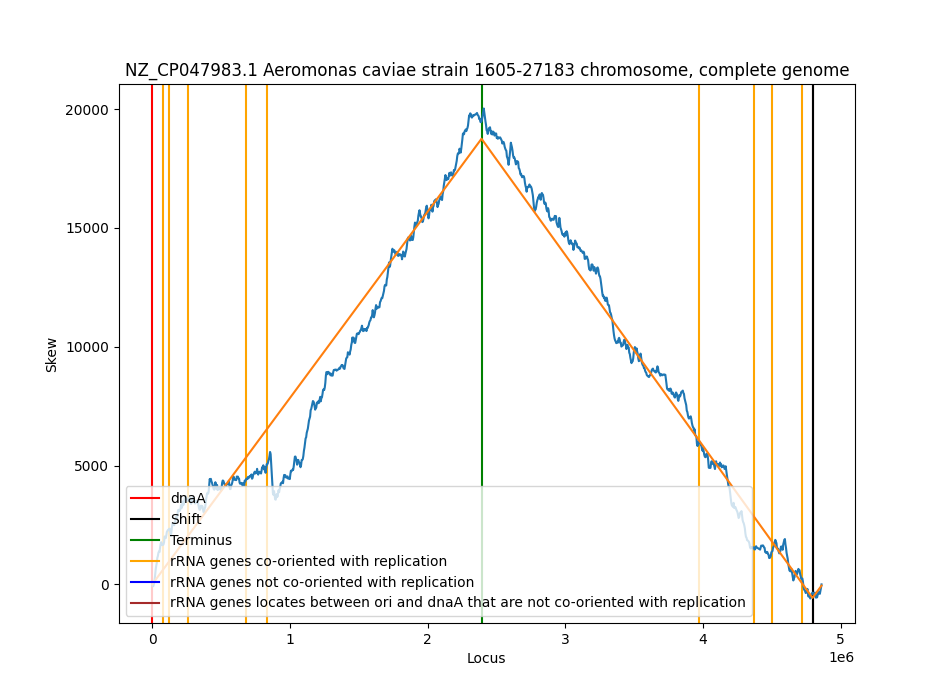 NZ_CP047983.1 Aeromonas caviae strain 1605-27183 chromosome, complete genome
20000
15000
10000
5000
0
Skew
dnaA
Shift
Terminus
rRNA genes co-oriented with replication
rRNA genes not co-oriented with replication
rRNA genes locates between ori and dnaA that are not co-oriented with replication
0 1 2 3 4 5
1e6
Locus